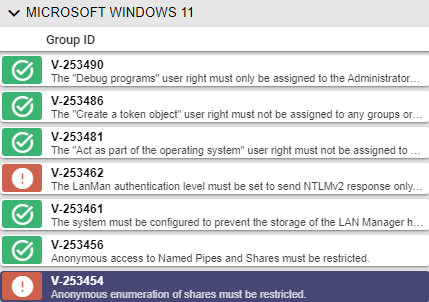 MICROSOFT WINDOWS 11
Group ID
V-253490
The "Debug programs" user right must only be assigned to the Administrator...
V-253486
The "Create a token object" user right must not be assigned to any groups or...
V-253481
The "Act as part of the operating system" user right must not be assigned to ...
V-253462
The LanMan authentication level must be set to send NTLMv2 response only...
V-253461
The system must be configured to prevent the storage of the LAN Manager h...
V-253456
Anonymous access to Named Pipes and Shares must be restricted.
V-253454
Anonymous enumeration of shares must be restricted.